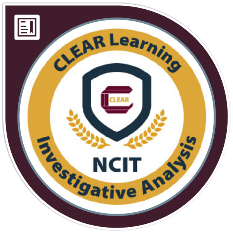 CLEAR Learning
CLEAR
NCIT
Investigative Analysis